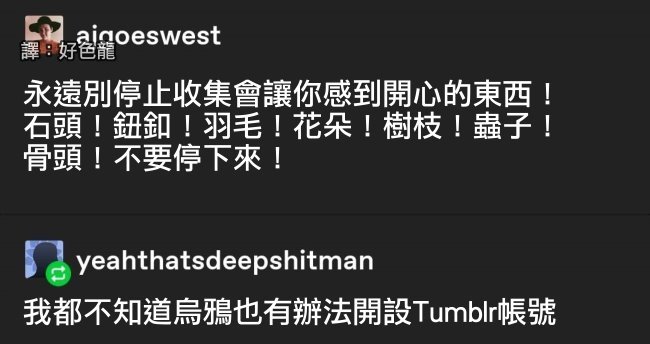 aigoeswest
譯：好色龍
永遠別停止收集會讓你感到開心的東西！
石頭！鈕釦！羽毛！花朵！樹枝！蟲子！
骨頭！不要停下來！
yeahthatsdeepshitman
我都不知道烏鴉也有辦法開設Tumblr帳號